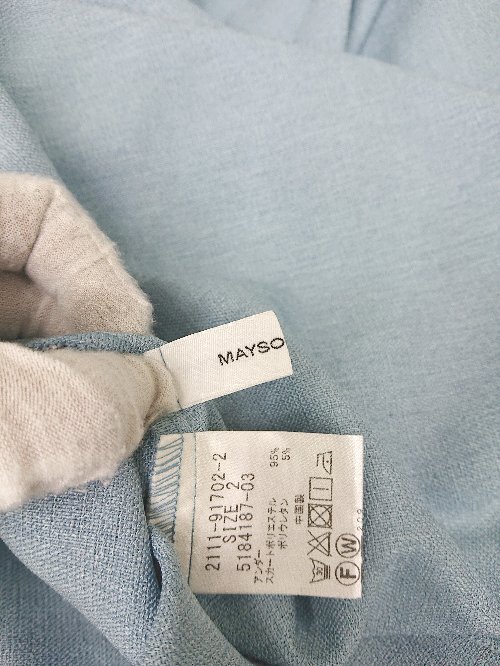 MAYSO
2111-91702-2
SIZE 2
5184187-03
アンダー
スカートポリエステル 95%
ポリウレタン 5%
中国製
F W